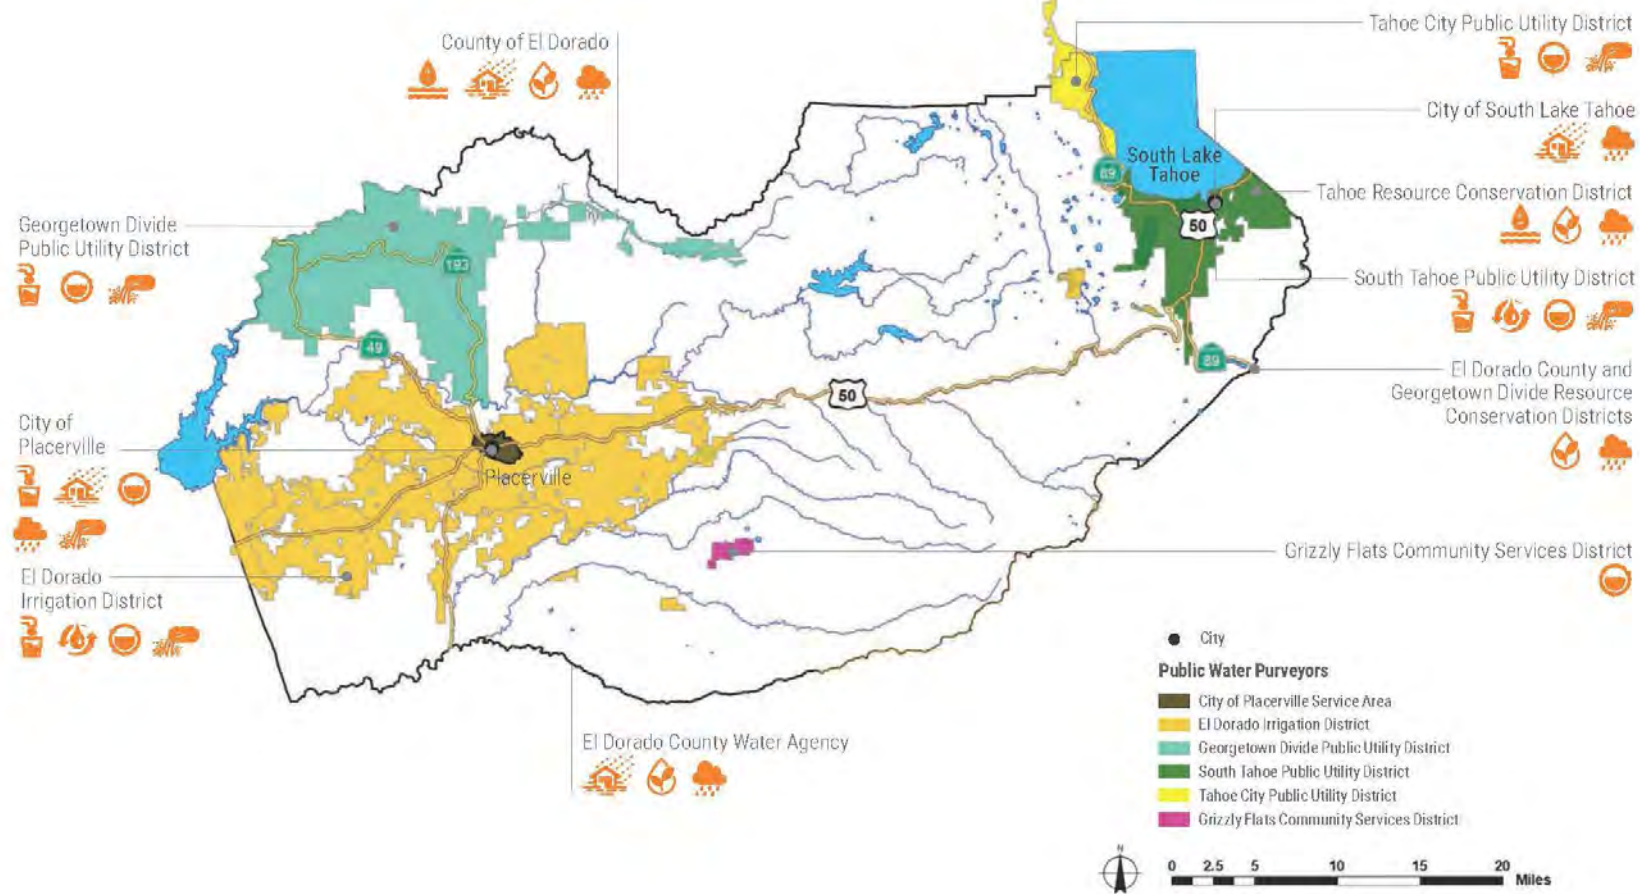 County of El Dorado
Tahoe City Public Utility District
City of South Lake Tahoe
South Lake
Tahoe
89
Tahoe Resource Conservation District
50
Georgetown Divide
Public Utility District
193
South Tahoe Public Utility District
49
89
El Dorado County and
Georgetown Divide Resource
Conservation Districts
50
City of
Placerville
Placerville
Grizzly Flats Community Services District
El Dorado
Irrigation District
El Dorado County Water Agency
City
Public Water Purveyors
City of Placerville Service Area
El Dorado Irrigation District
Georgetown Divide Public Utility District
South Tahoe Public Utility District
Tahoe City Public Utility District
Grizzly Flats Community Services District
N
0 2.5 5 10 15 20
Miles